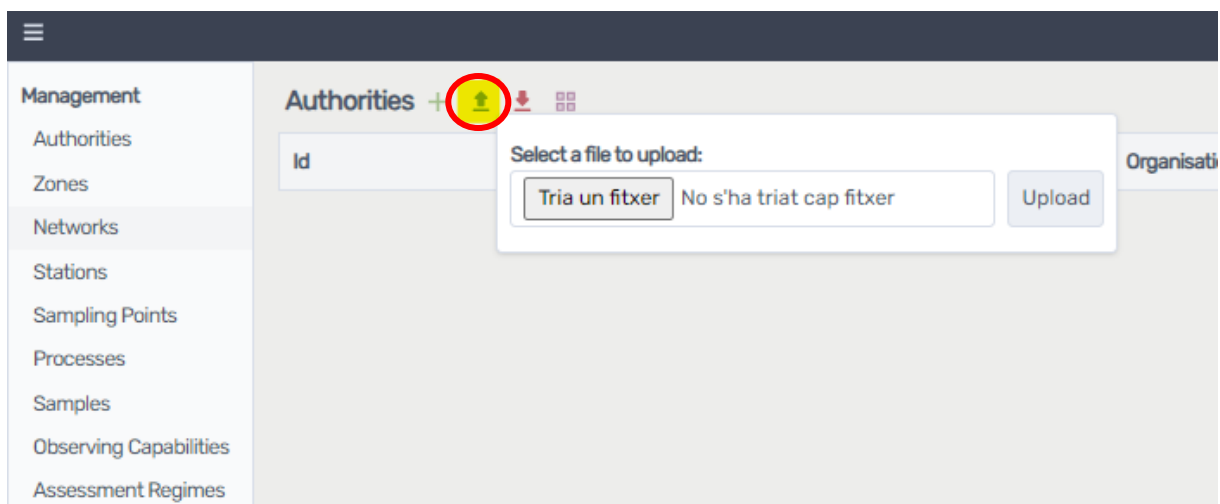 Management
Authorities
Zones
Networks
Stations
Sampling Points
Processes
Samples
Observing Capabilities
Assessment Regimes
Authorities
Id
Organisati
Select a file to upload:
Tria un fitxer No s'ha triat cap fitxer Upload